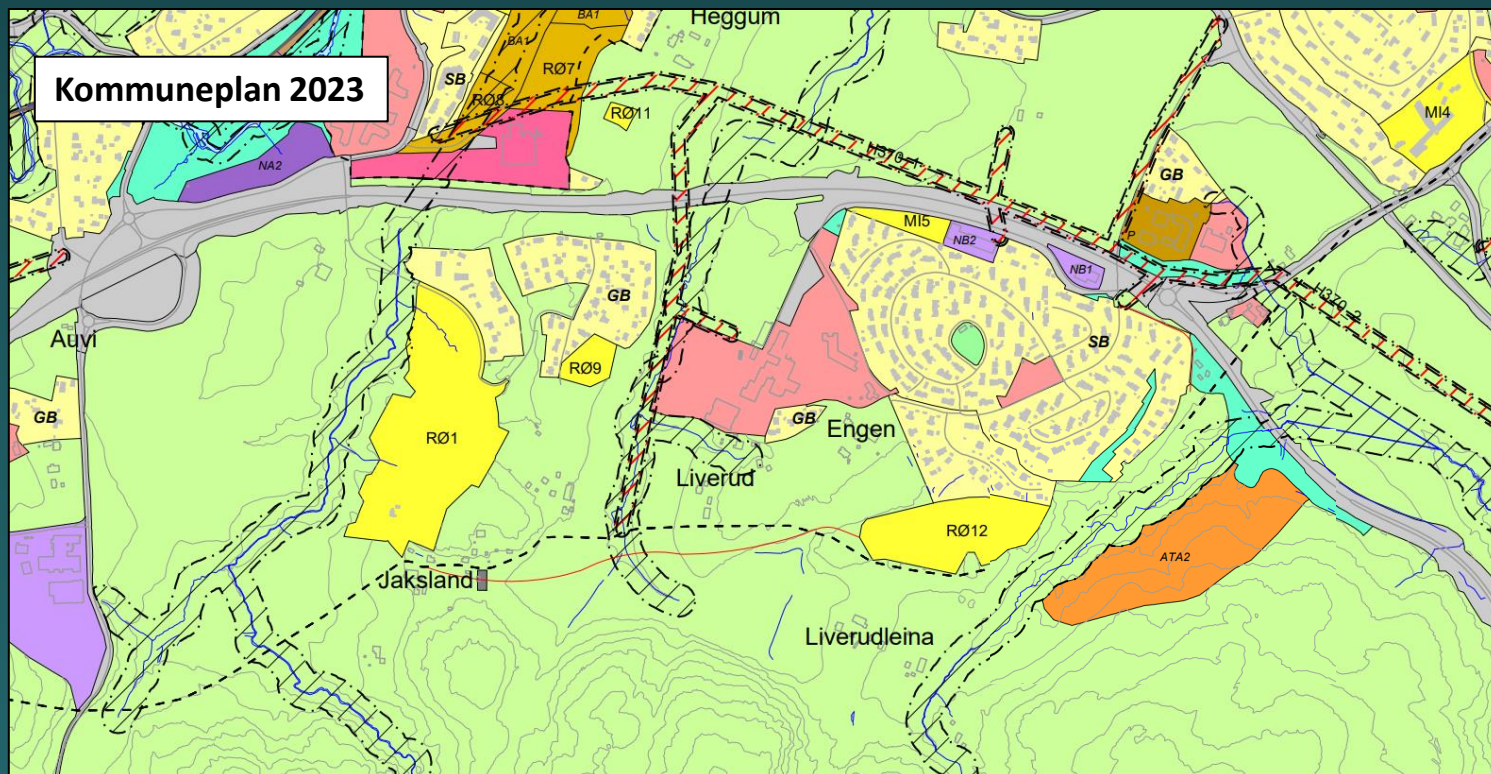 Heggum
BA1
BA1
Kommuneplan 2023
SB
RØ7
RØ8
RØ11
MI4
NA2
H370_1
GB
MI5
NB2
P
NB1
GB
H370_2
Auvi
SB
RØ9
GB
GB
RØ1
Engen
Liverud
RØ12
ATA2
Jaksland
Liverudleina